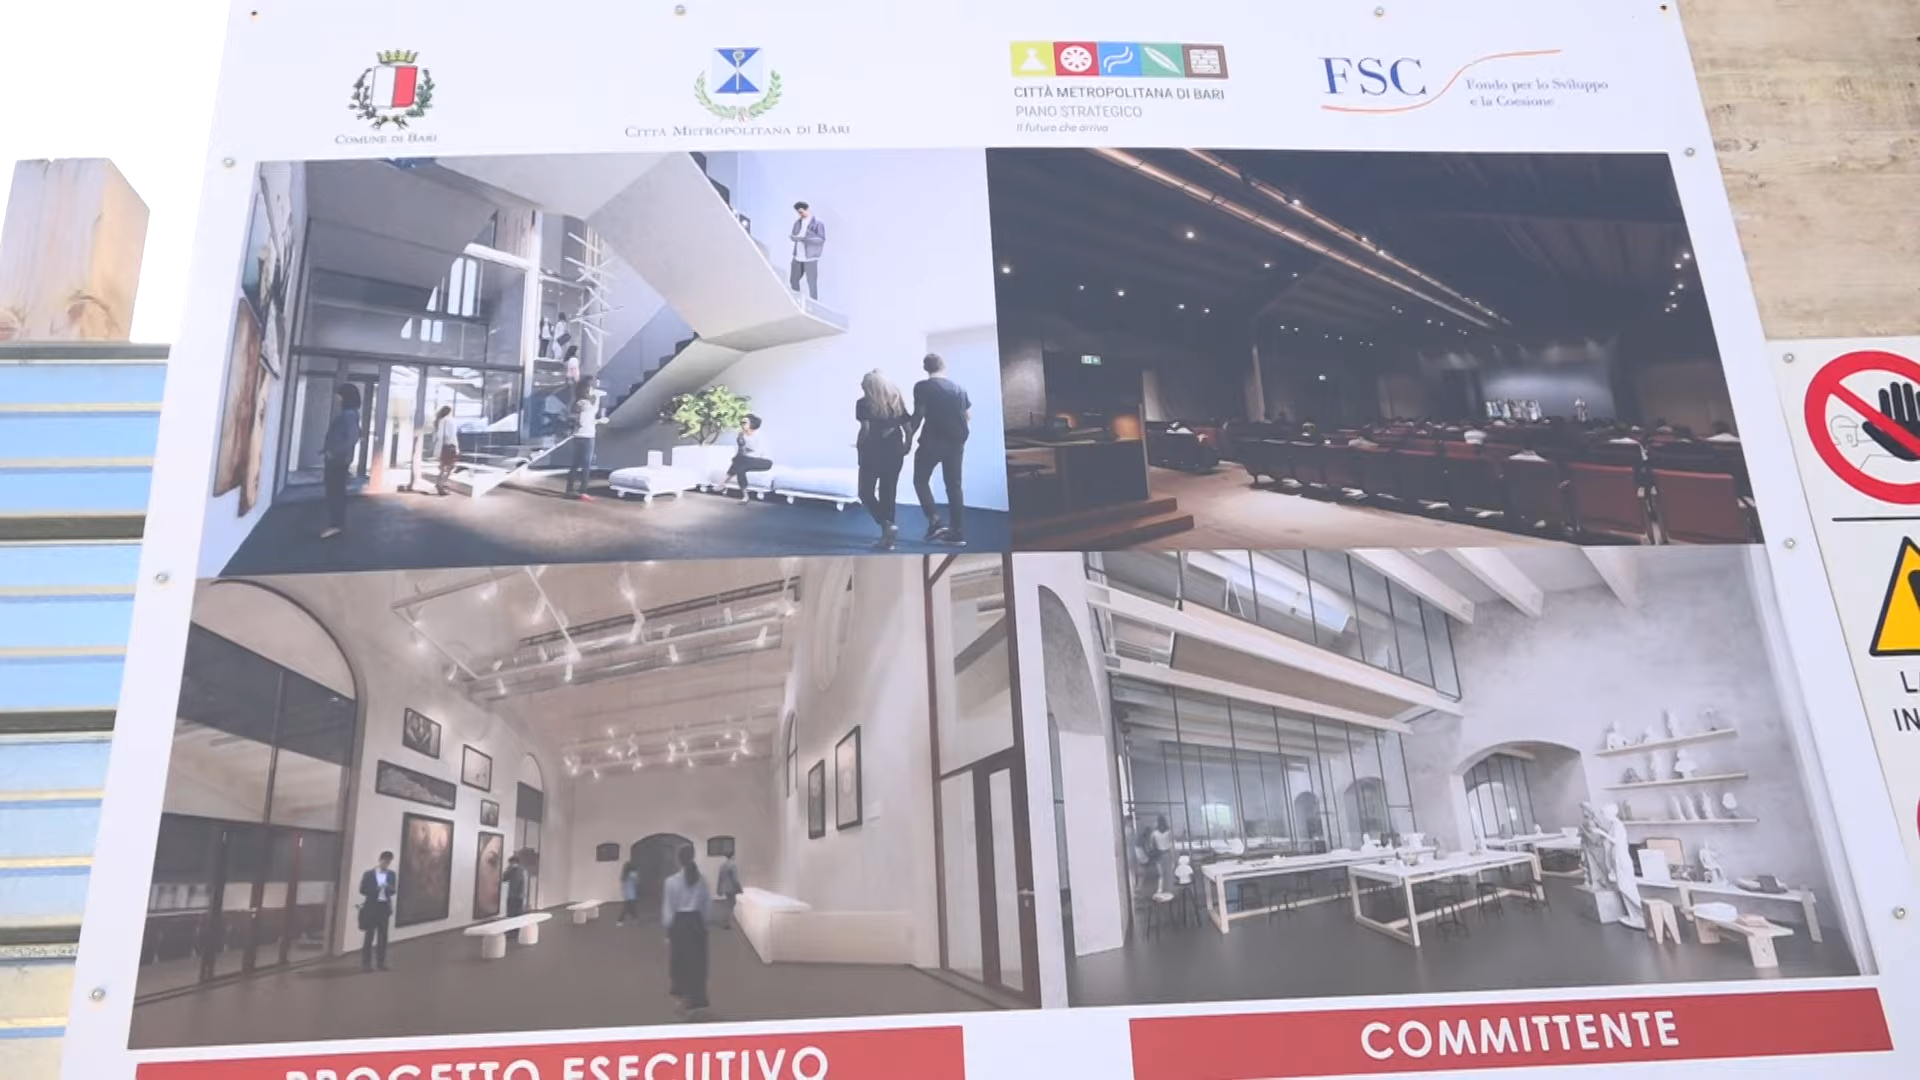 COMUNE DI BARI
CITTÀ METROPOLITANA DI BARI
CITTÀ METROPOLITANA DI BARI
PIANO STRATEGICO
Il futuro che arriva
FSC
Fondo per lo Sviluppo
e la Coesione
PROGETTO ESECUTIVO
COMMITTENTE